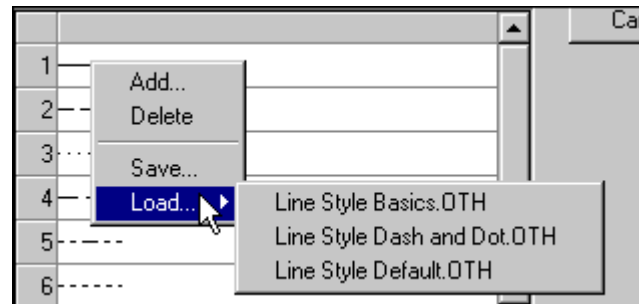 Ca
1
Add...
2
Delete
3
Save...
4
Load...
Line Style Basics.OTH
5
Line Style Dash and Dot.OTH
6
Line Style Default.OTH